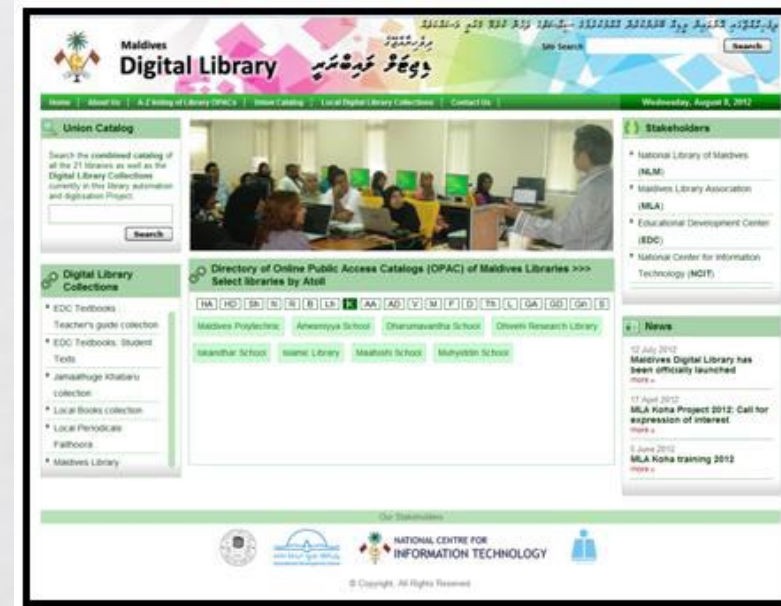 Maldives
Digital Library
ދިވެހިރާއްޖޭގެ
ޑިޖިޓަލް ލައިބްރަރީ
Site Search
Search
Home | About Us | A-Z listing of Library OPACs | Union Catalog | Local Digital Library Collections | Contact Us |
Wednesday, August 8, 2012
Union Catalog
Search the combined catalog of
all the 21 libraries as well as the
Digital Library Collections
currently in this library automation
and digitisation Project.
Search
Digital Library
Collections
EDC Textbooks:
Teacher's guide collection
EDC Textbooks: Student
Texts
Jamaathuge Khabaru
collection
Local Books collection
Local Periodicals
Faithoora
Maldives Library
Directory of Online Public Access Catalogs (OPAC) of Maldives Libraries >>>
Select libraries by Atoll
HA HD Sh N R B Lh K AA AD V M F D Th L GA GD Gn S
Maldives Polytechnic
Ahmadhiyya School
Dharumavantha School
Dhivehi Research Library
Iskandhar School
Islamic Library
Maafushi School
Muhyiddin School
Stakeholders
National Library of Maldives
(NLM)
Maldives Library Association
(MLA)
Educational Development Center
(EDC)
National Center for Information
Technology (NCIT)
News
12 July 2012
Maldives Digital Library has
been officially launched
more »
17 April 2012
MLA Koha Project 2012: Call for
expression of interest
more »
5 June 2012
MLA Koha training 2012
more »
Our Stakeholders
NATIONAL CENTRE FOR
INFORMATION TECHNOLOGY
© Copyright. All Rights Reserved